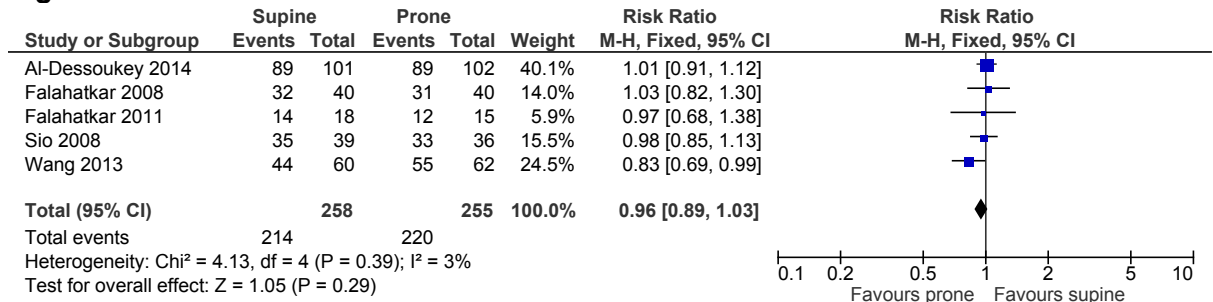 Supine Prone Risk Ratio Risk Ratio
Study or Subgroup Events Total Events Total Weight M-H, Fixed, 95% CI M-H, Fixed, 95% CI
Al-Dessoukey 2014 89 101 89 102 40.1% 1.01 [0.91, 1.12]
Falahatkar 2008 32 40 31 40 14.0% 1.03 [0.82, 1.30]
Falahatkar 2011 14 18 12 15 5.9% 0.97 [0.68, 1.38]
Sio 2008 35 39 33 36 15.5% 0.98 [0.85, 1.13]
Wang 2013 44 60 55 62 24.5% 0.83 [0.69, 0.99]
Total (95% CI) 258 255 100.0% 0.96 [0.89, 1.03]
Total events 214 220
Heterogeneity: Chi² = 4.13, df = 4 (P = 0.39); I² = 3%
Test for overall effect: Z = 1.05 (P = 0.29)
0.1 0.2 0.5 1 2 5 10
Favours prone Favours supine